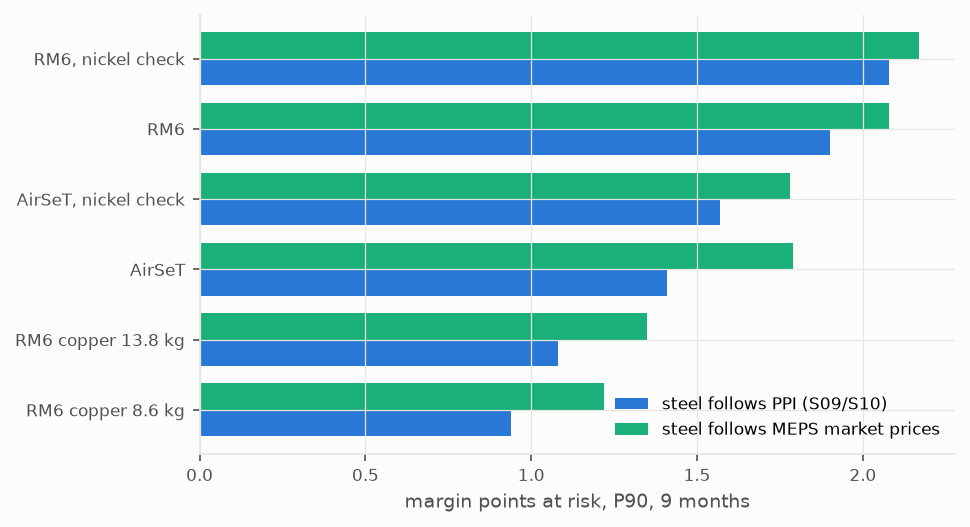 RM6, nickel check
RM6
AirSeT, nickel check
AirSeT
RM6 copper 13.8 kg
RM6 copper 8.6 kg
steel follows PPI (S09/S10)
steel follows MEPS market prices
0.0 0.5 1.0 1.5 2.0
margin points at risk, P90, 9 months